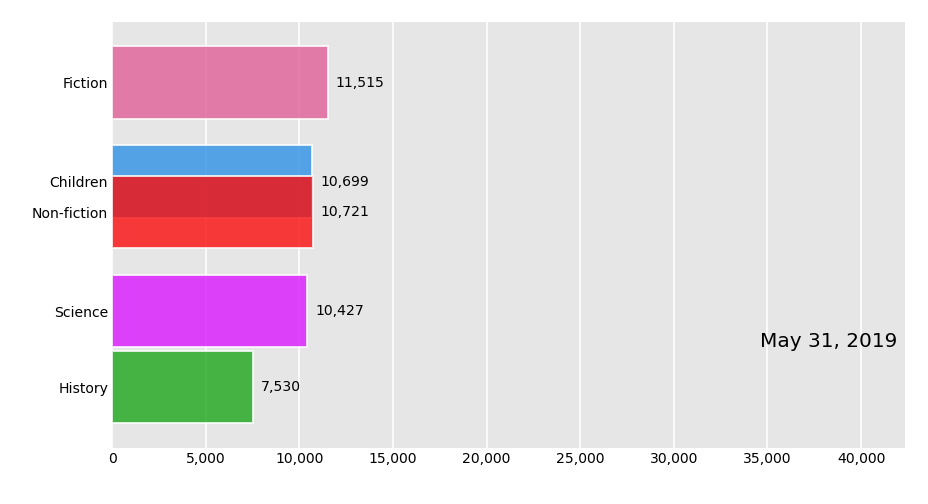 Fiction 11,515
Children 10,699
Non-fiction 10,721
Science 10,427
May 31, 2019
History 7,530
0 5,000 10,000 15,000 20,000 25,000 30,000 35,000 40,000